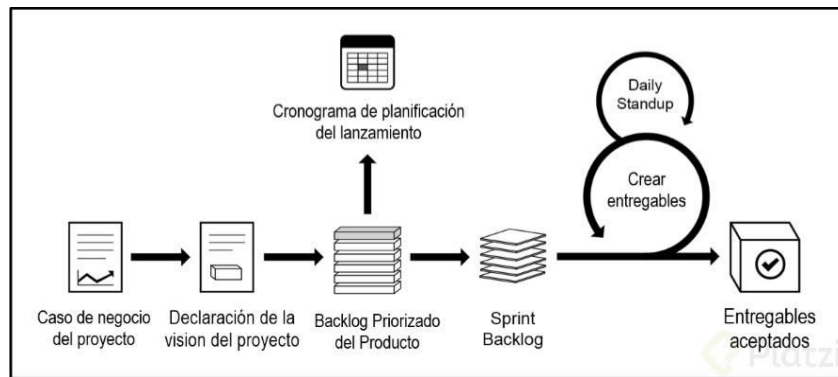 Cronograma de planificación
del lanzamiento
Daily
Standup
Crear
entregables
Caso de negocio
del proyecto
Declaración de la
vision del proyecto
Backlog Priorizado
del Producto
Sprint
Backlog
Entregables
aceptados
Platzi